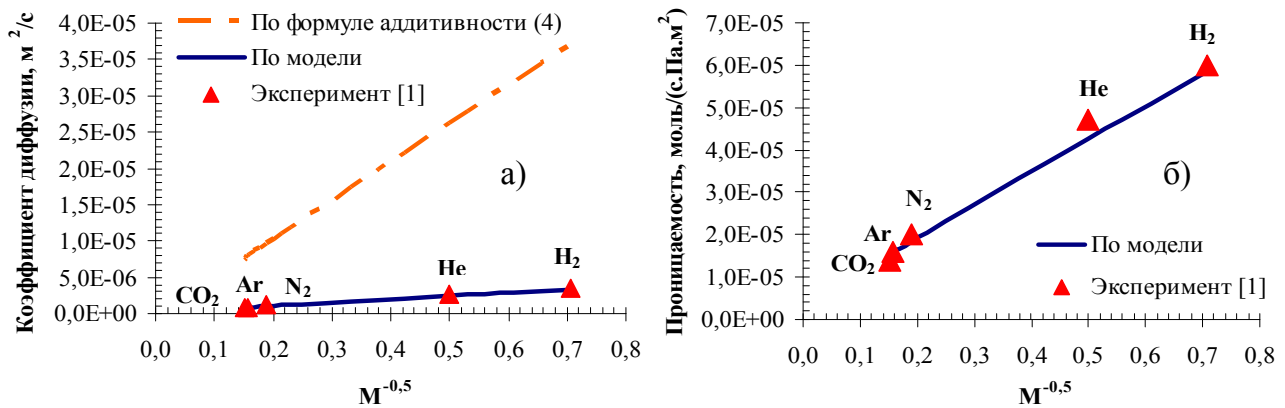 Коэффициент диффузии, м ²/с
4,0E-05
3,5E-05
3,0E-05
2,5E-05
2,0E-05
1,5E-05
1,0E-05
5,0E-06
0,0E+00
По формуле аддитивности (4)
По модели
Эксперимент [1]
а)
CO₂
Ar
N₂
He
H₂
0,0 0,1 0,2 0,3 0,4 0,5 0,6 0,7 0,8
M⁻⁰,⁵
Проницаемость, моль/(с.Па.м²)
7,0E-05
6,0E-05
5,0E-05
4,0E-05
3,0E-05
2,0E-05
1,0E-05
0,0E+00
H₂
He
б)
N₂
Ar
CO₂
По модели
Эксперимент [1]
0,0 0,1 0,2 0,3 0,4 0,5 0,6 0,7 0,8
M⁻⁰,⁵